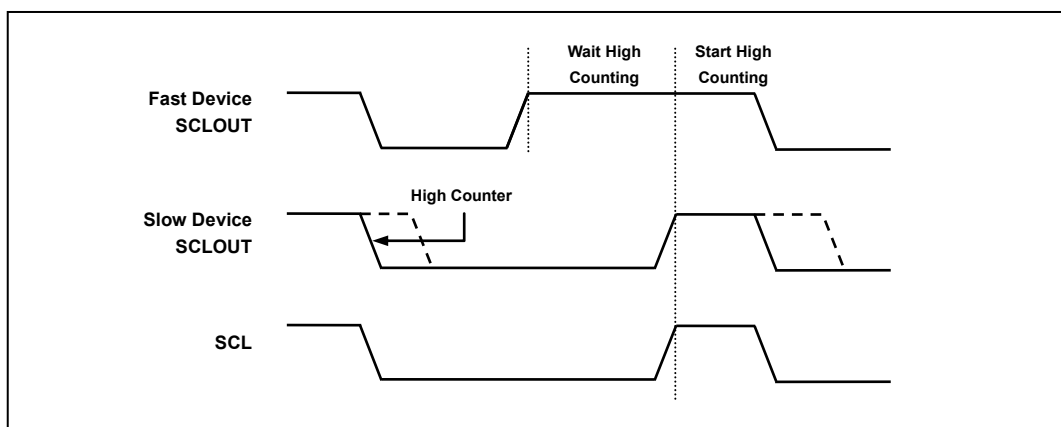 Wait High
Counting
Start High
Counting
Fast Device
SCLOUT
High Counter
Slow Device
SCLOUT
SCL